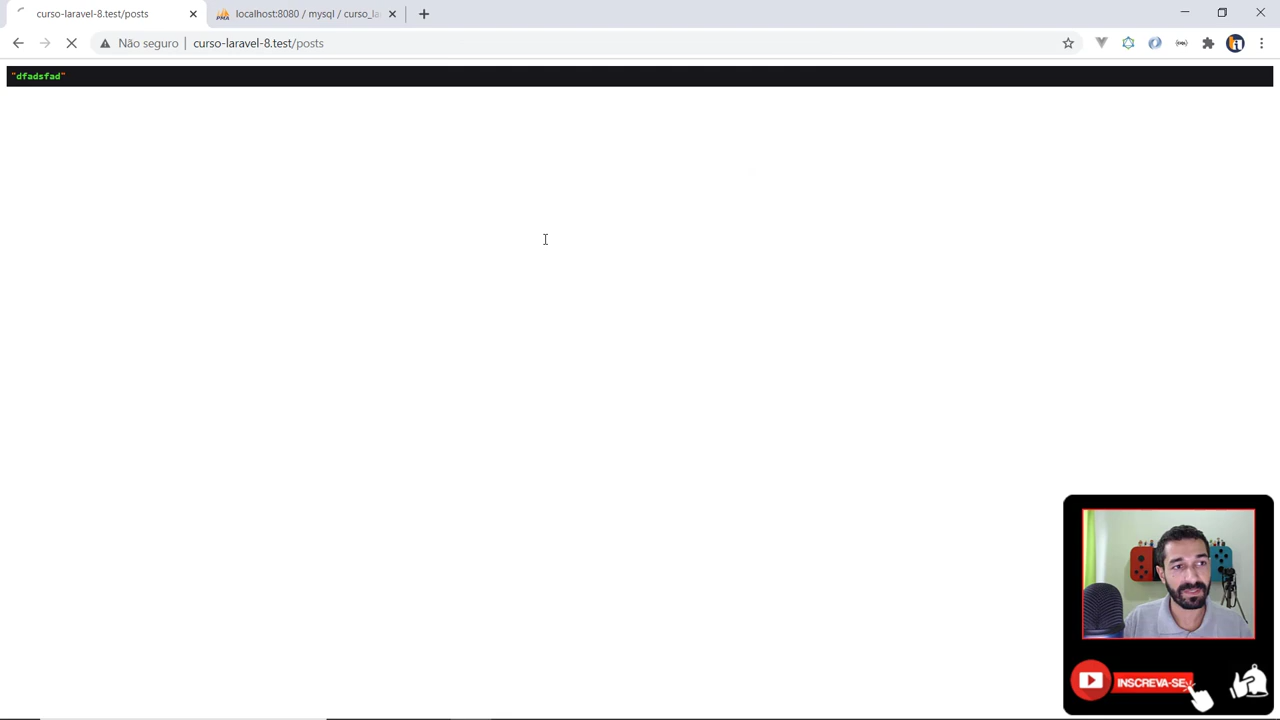 curso-laravel-8.test/posts
localhost:8080 / mysql / curso_la
Não seguro
curso-laravel-8.test/posts
"dfadsfad"
INSCREVA-SE